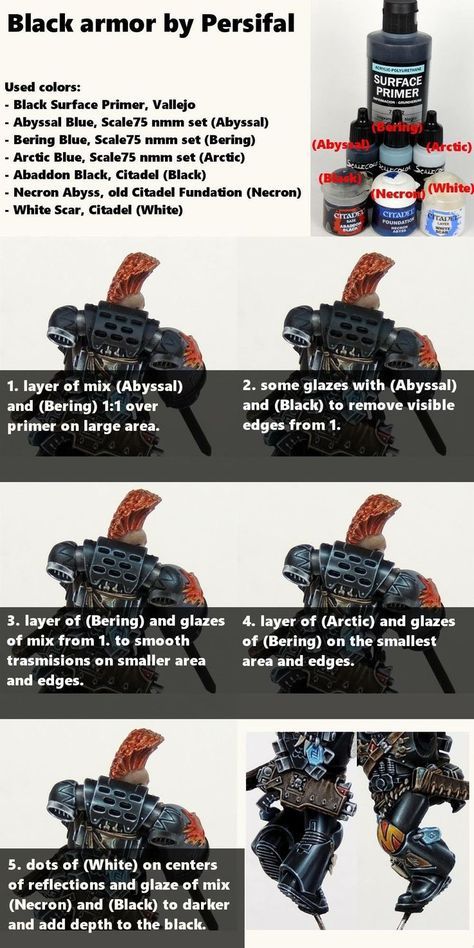 Black armor by Persifal
Used colors:
- Black Surface Primer, Vallejo
- Abyssal Blue, Scale75 nmm set (Abyssal)
- Bering Blue, Scale75 nmm set (Bering)
- Arctic Blue, Scale75 nmm set (Arctic)
- Abaddon Black, Citadel (Black)
- Necron Abyss, old Citadel Fundation (Necron)
- White Scar, Citadel (White)
ACRYLIC-POLYURETHANE
SURFACE
PRIMER
(Bering)
(Abyssal)
(Arctic)
(Black)
(Necron)
(White)
CITADEL
CITADEL
FOUNDATION
CITADEL
1. layer of mix (Abyssal)
and (Bering) 1:1 over
primer on large area.
2. some glazes with (Abyssal)
and (Black) to remove visible
edges from 1.
3. layer of (Bering) and glazes
of mix from 1. to smooth
trasmisions on smaller area
and edges.
4. layer of (Arctic) and glazes
of (Bering) on the smallest
area and edges.
5. dots of (White) on centers
of reflections and glaze of mix
(Necron) and (Black) to darker
and add depth to the black.